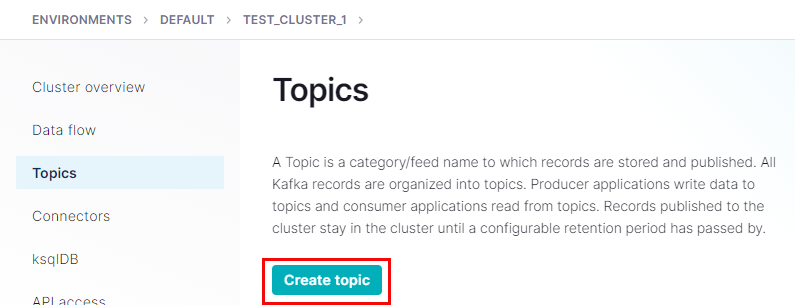 ENVIRONMENTS > DEFAULT > TEST_CLUSTER_1 >
Cluster overview
Data flow
Topics
Connectors
ksqlDB
API access
Topics
A Topic is a category/feed name to which records are stored and published. All
Kafka records are organized into topics. Producer applications write data to
topics and consumer applications read from topics. Records published to the
cluster stay in the cluster until a configurable retention period has passed by.
Create topic